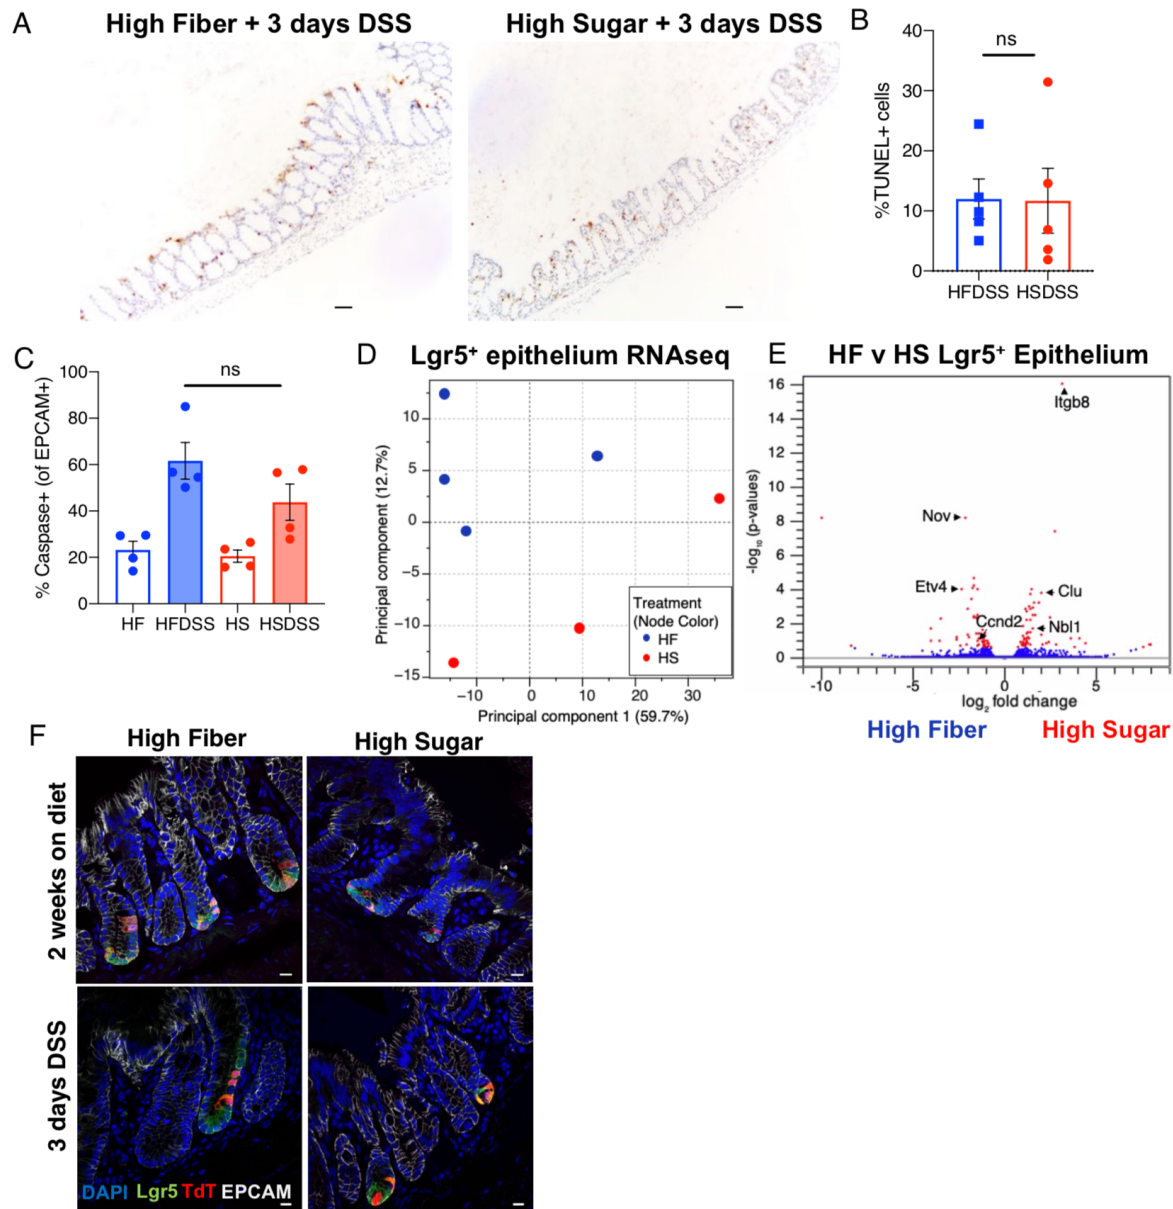 A
High Fiber + 3 days DSS
High Sugar + 3 days DSS
B
ns
%TUNEL+ cells
40
30
20
10
0
HFDSS HSDSS
C
ns
% Caspase+ (of EPCAM+)
100
80
60
40
20
0
HF HFDSS HS HSDSS
D
Lgr5+ epithelium RNAseq
Principal component 2 (12.7%)
10
5
0
−5
−10
−15
−10 0 10 20 30
Principal component 1 (59.7%)
Treatment
(Node Color)
HF
HS
E
HF v HS Lgr5+ Epithelium
-log10 (p-values)
16
14
12
10
8
6
4
2
0
Itgb8
Nov
Etv4
Clu
Ccnd2
Nbl1
-10 -5 0 5
log2 fold change
High Fiber High Sugar
F
High Fiber
High Sugar
2 weeks on diet
3 days DSS
DAPI Lgr5 TdT EPCAM